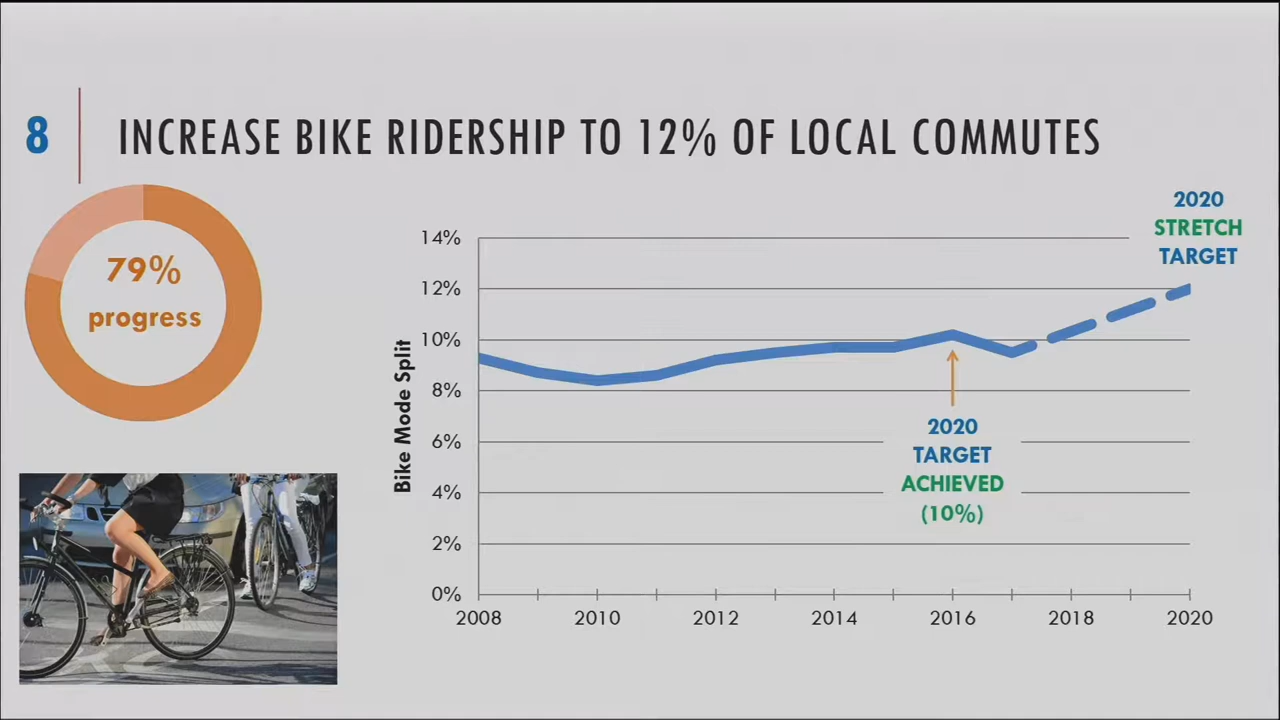 8
INCREASE BIKE RIDERSHIP TO 12% OF LOCAL COMMUTES
79%
progress
2020
STRETCH
TARGET
Bike Mode Split
14%
12%
10%
8%
6%
4%
2%
0%
2020
TARGET
ACHIEVED
(10%)
2008 2010 2012 2014 2016 2018 2020